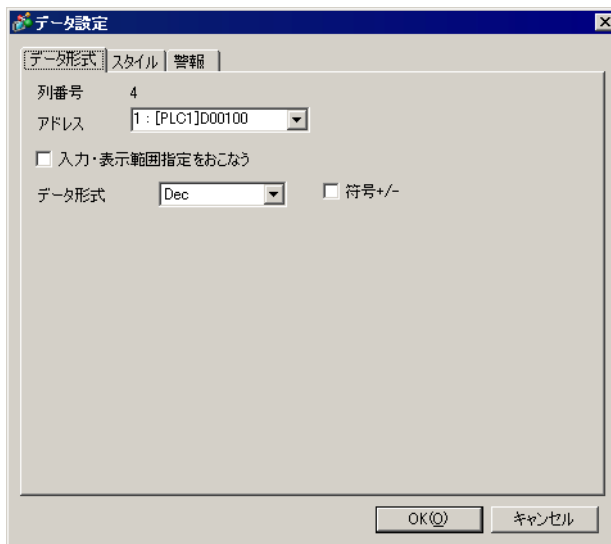 データ設定
データ形式 スタイル 警報
列番号 4
アドレス 1 : [PLC1]D00100
入力・表示範囲指定をおこなう
データ形式 Dec 符号+/-
OK(O) キャンセル